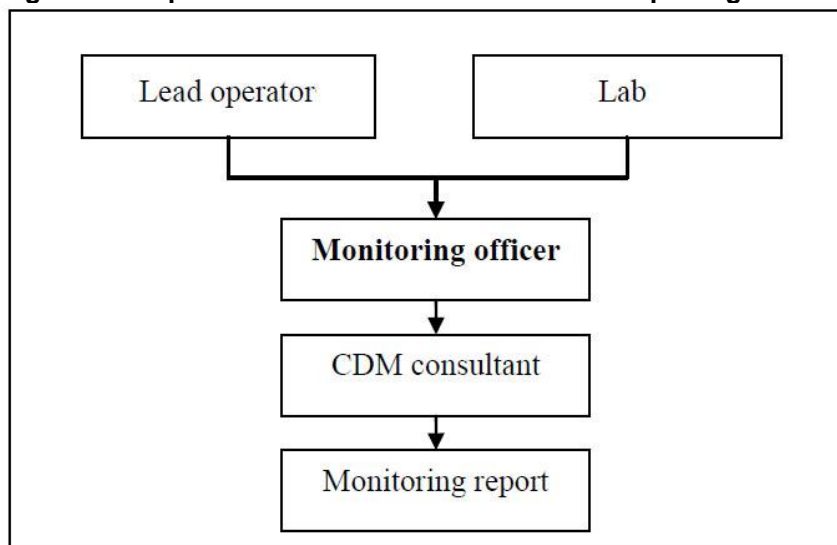 Lead operator
Lab
Monitoring officer
CDM consultant
Monitoring report